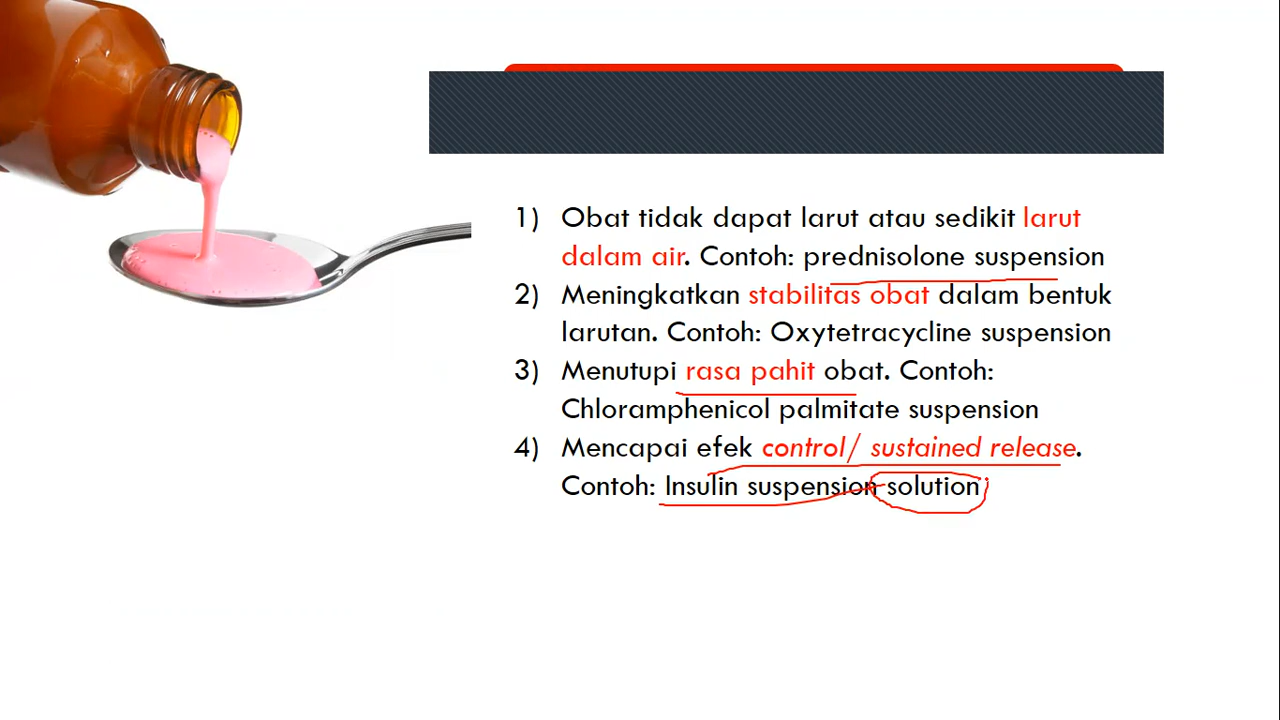 1) Obat tidak dapat larut atau sedikit larut
dalam air. Contoh: prednisolone suspension
2) Meningkatkan stabilitas obat dalam bentuk
larutan. Contoh: Oxytetracycline suspension
3) Menutupi rasa pahit obat. Contoh:
Chloramphenicol palmitate suspension
4) Mencapai efek control/ sustained release.
Contoh: Insulin suspension solution